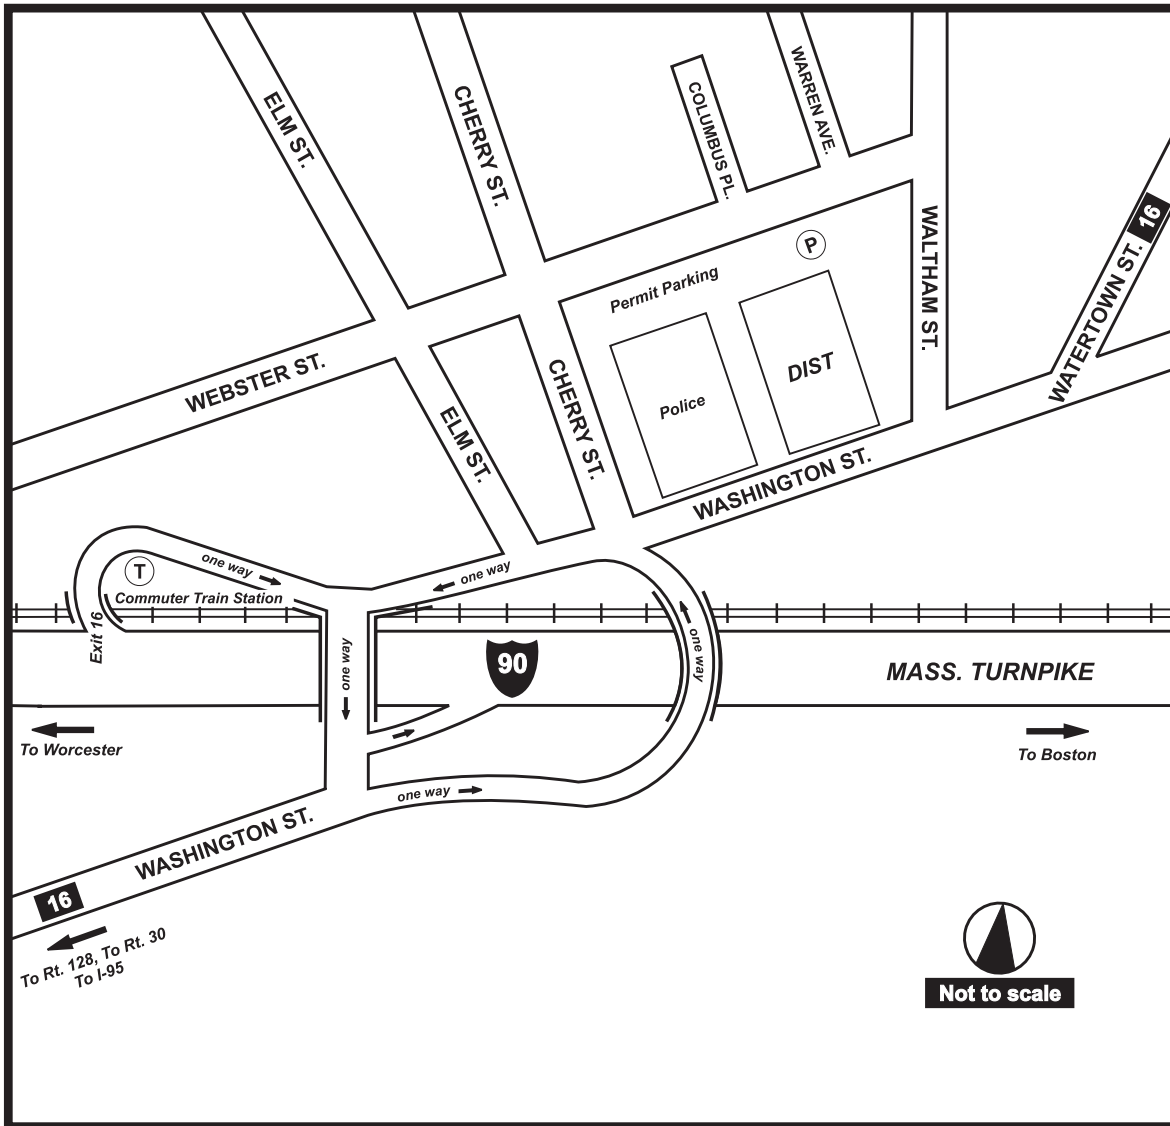 ELM ST.
CHERRY ST.
COLUMBUS PL.
WARREN AVE.
WALTHAM ST.
16
WATERTOWN ST.
P
Permit Parking
DIST
Police
WEBSTER ST.
ELM ST.
CHERRY ST.
WASHINGTON ST.
one way
one way
T
Commuter Train Station
Exit 16
one way
one way
90
MASS. TURNPIKE
To Worcester
To Boston
one way
WASHINGTON ST.
16
To Rt. 128, To Rt. 30
To I-95
Not to scale